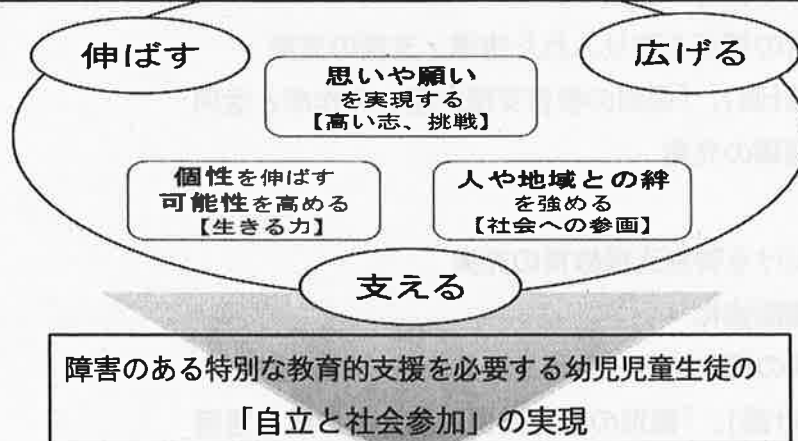 伸ばす
広げる
思いや願い
を実現する
【高い志、挑戦】
個性を伸ばす
可能性を高める
【生きる力】
人や地域との絆
を強める
【社会への参画】
支える
障害のある特別な教育的支援を必要する幼児児童生徒の
「自立と社会参加」の実現